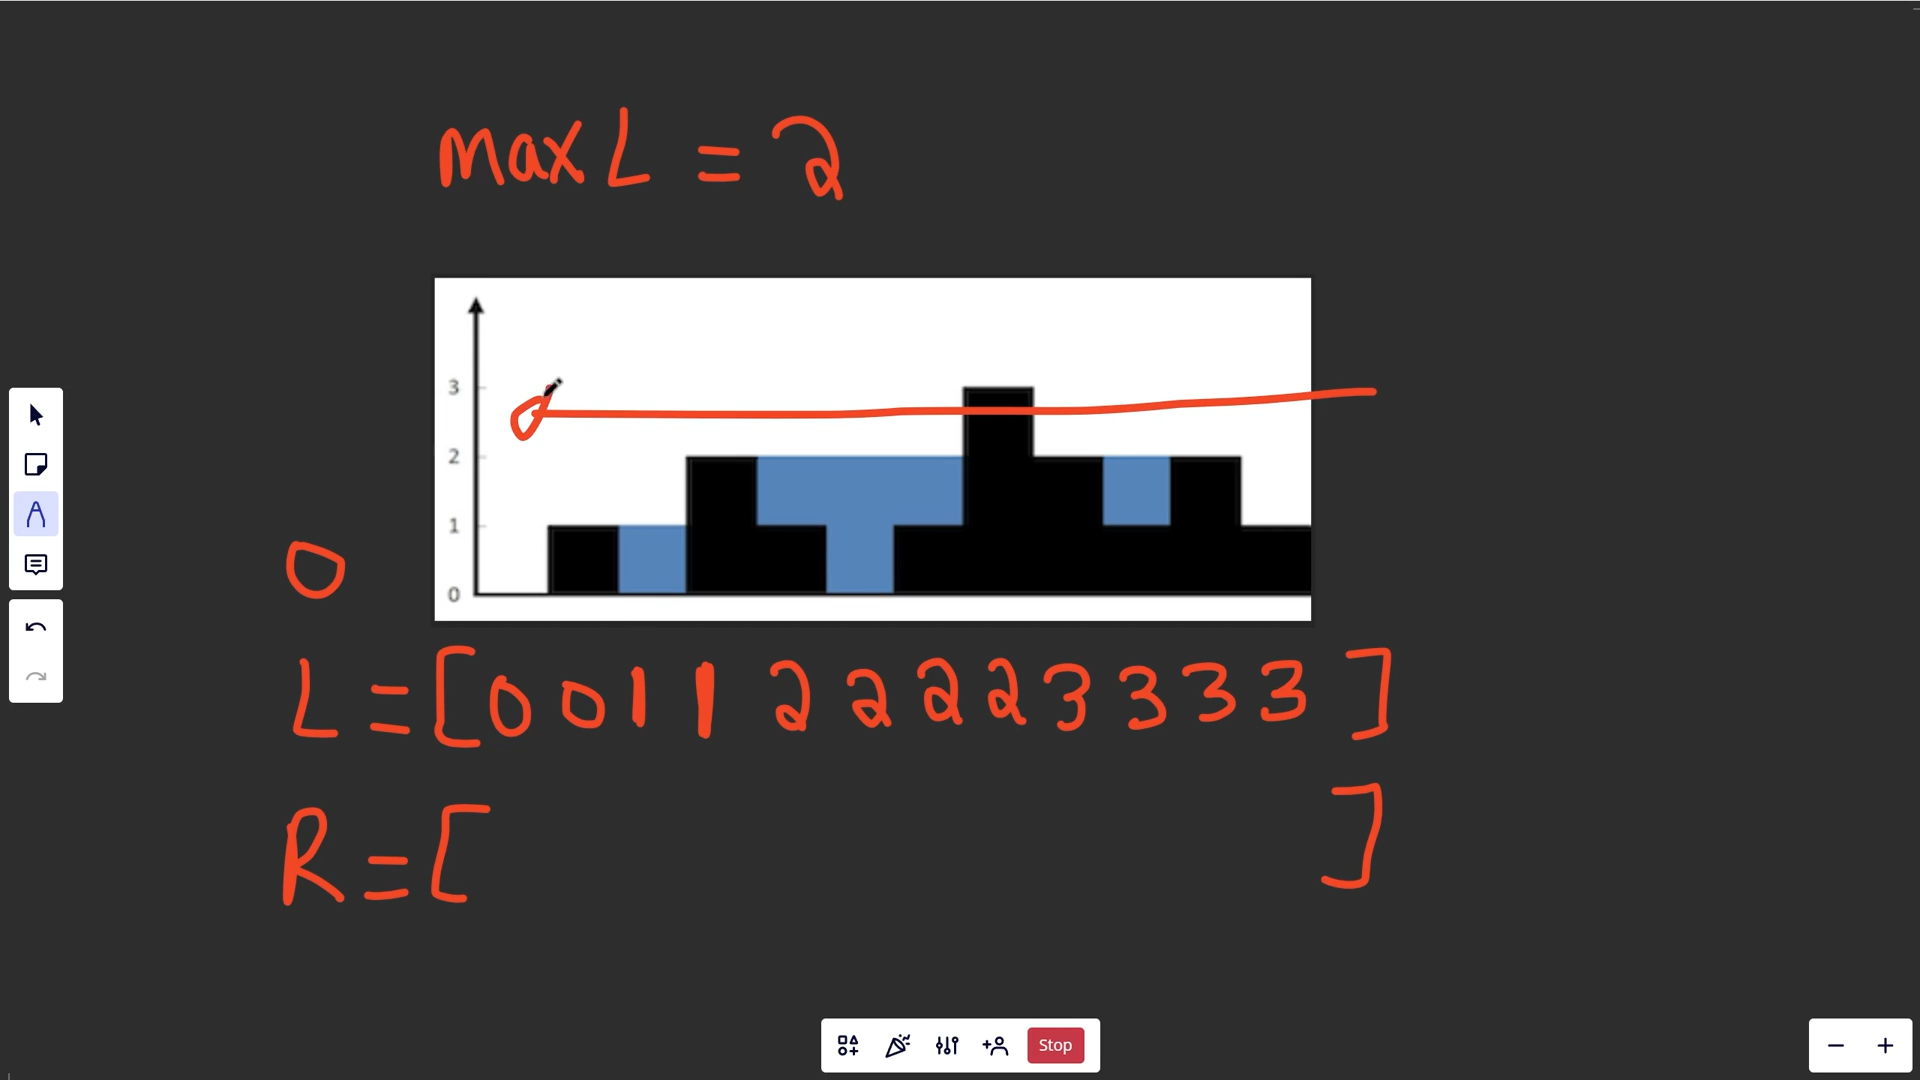 maxL = 2
3
2
1
0
0
L = [ 0 0 1 1 2 2 2 2 3 3 3 3 ]
R = [ ]
Stop